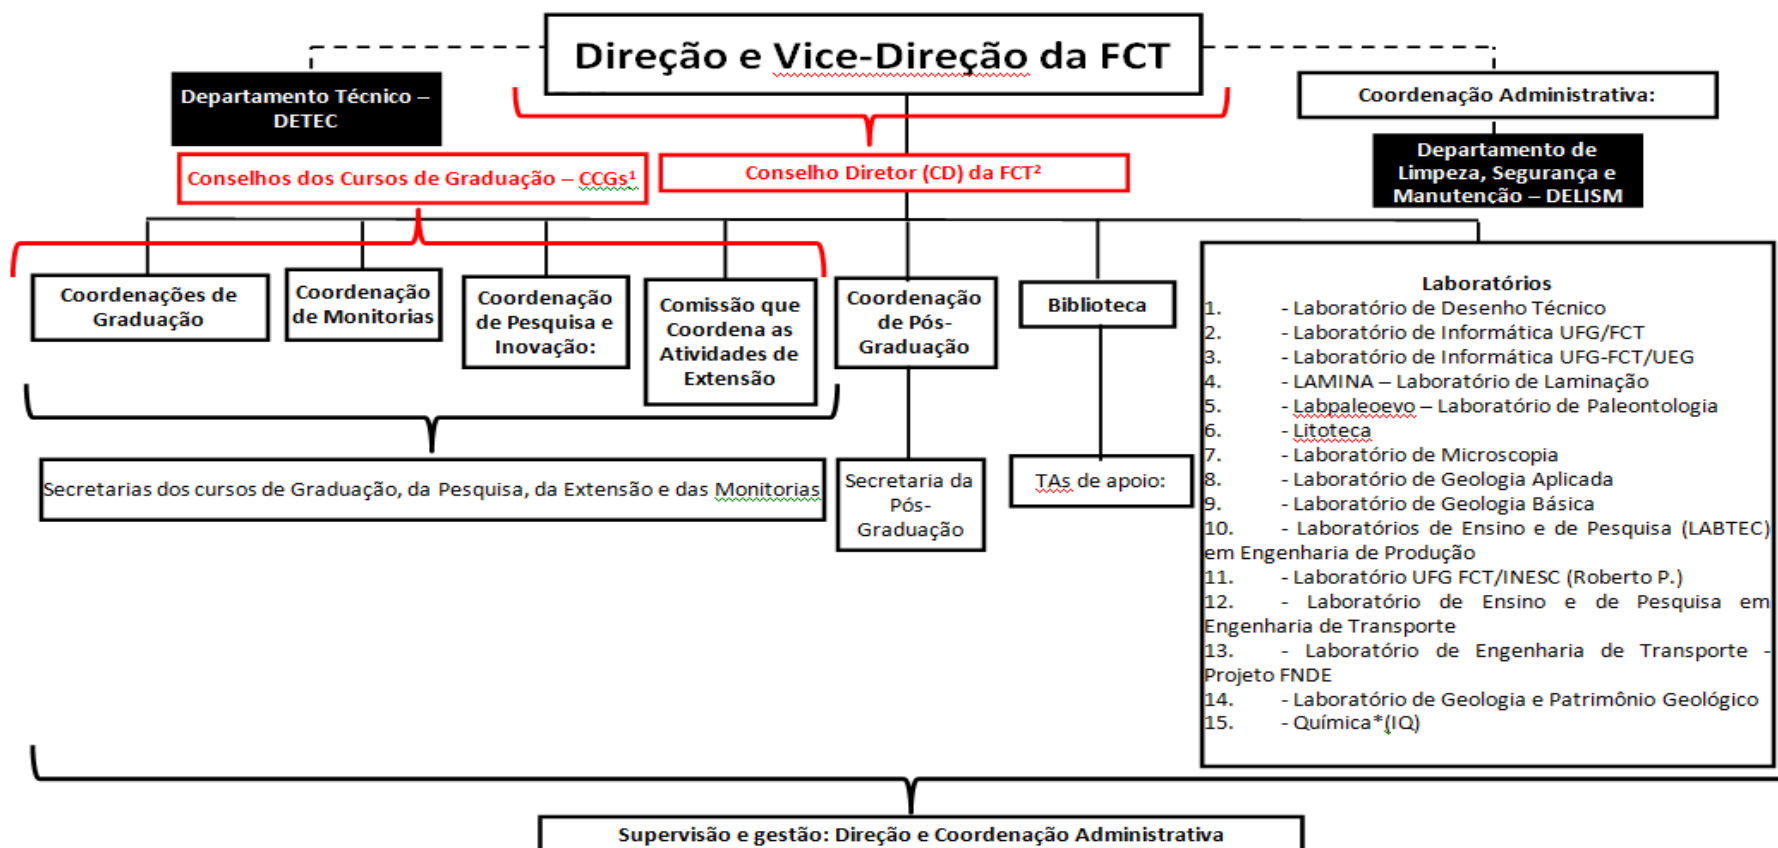 Direção e Vice-Direção da FCT
Departamento Técnico –
DETEC
Coordenação Administrativa:
Departamento de
Limpeza, Segurança e
Manutenção – DELISM
Conselhos dos Cursos de Graduação – CCGs¹
Conselho Diretor (CD) da FCT²
Coordenações de
Graduação
Coordenação
de Monitorias
Coordenação
de Pesquisa e
Inovação:
Comissão que
Coordena as
Atividades de
Extensão
Coordenação
de Pós-
Graduação
Biblioteca
Laboratórios
1. - Laboratório de Desenho Técnico
2. - Laboratório de Informática UFG/FCT
3. - Laboratório de Informática UFG-FCT/UEG
4. - LAMINA – Laboratório de Laminação
5. - Labpaleoevo – Laboratório de Paleontologia
6. - Litoteca
7. - Laboratório de Microscopia
8. - Laboratório de Geologia Aplicada
9. - Laboratório de Geologia Básica
10. - Laboratórios de Ensino e de Pesquisa (LABTEC)
em Engenharia de Produção
11. - Laboratório UFG FCT/INESC (Roberto P.)
12. - Laboratório de Ensino e de Pesquisa em
Engenharia de Transporte
13. - Laboratório de Engenharia de Transporte -
Projeto FNDE
14. - Laboratório de Geologia e Patrimônio Geológico
15. - Química*(IQ)
Secretarias dos cursos de Graduação, da Pesquisa, da Extensão e das Monitorias
Secretaria da
Pós-
Graduação
TAs de apoio:
Supervisão e gestão: Direção e Coordenação Administrativa